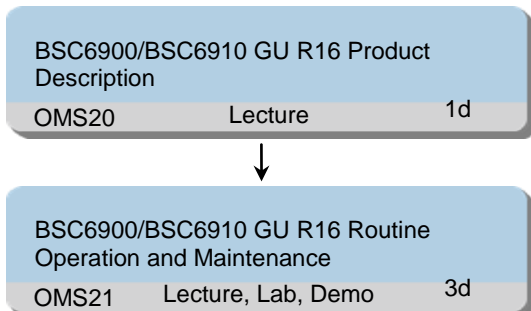 BSC6900/BSC6910 GU R16 Product
Description
OMS20 Lecture 1d
BSC6900/BSC6910 GU R16 Routine
Operation and Maintenance
OMS21 Lecture, Lab, Demo 3d